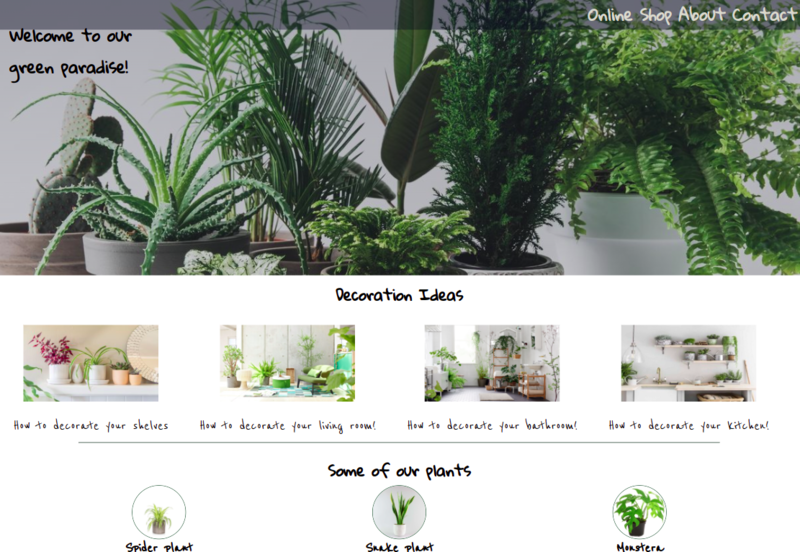 Online Shop About Contact
Welcome to our
green paradise!
Decoration Ideas
How to decorate your shelves
How to decorate your living room!
How to decorate your bathroom!
How to decorate your kitchen!
Some of our plants
Spider plant
Snake plant
Monstera